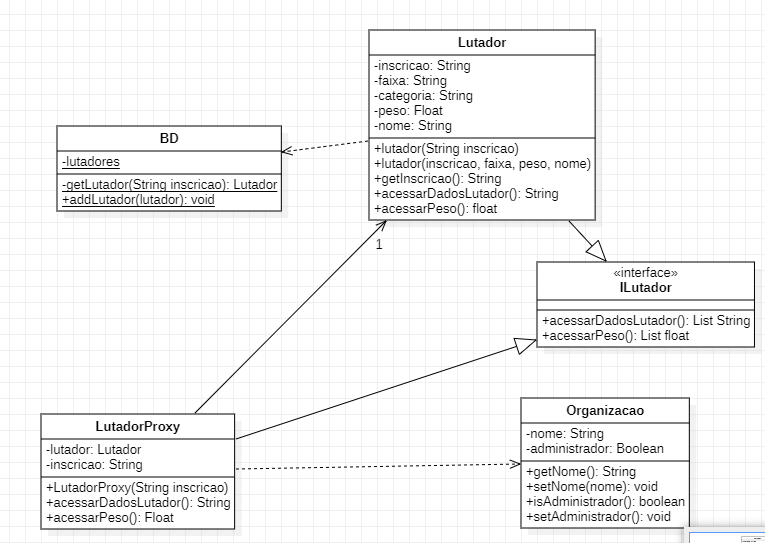 Lutador
-inscricao: String
-faixa: String
-categoria: String
-peso: Float
-nome: String
+lutador(String inscricao)
+lutador(inscricao, faixa, peso, nome)
+getInscricao(): String
+acessarDadosLutador(): String
+acessarPeso(): float
BD
-lutadores
-getLutador(String inscricao): Lutador
+addLutador(lutador): void
1
«interface»
ILutador
+acessarDadosLutador(): List String
+acessarPeso(): List float
LutadorProxy
-lutador: Lutador
-inscricao: String
+LutadorProxy(String inscricao)
+acessarDadosLutador(): String
+acessarPeso(): Float
Organizacao
-nome: String
-administrador: Boolean
+getNome(): String
+setNome(nome): void
+isAdministrador(): boolean
+setAdministrador(): void